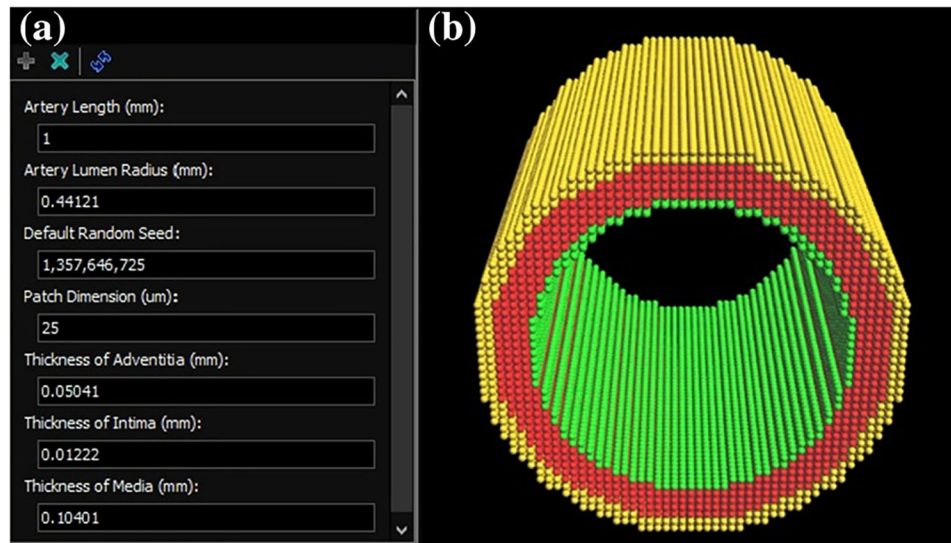 (a)
Artery Length (mm):
1
Artery Lumen Radius (mm):
0.44121
Default Random Seed:
1,357,646,725
Patch Dimension (um):
25
Thickness of Adventitia (mm):
0.05041
Thickness of Intima (mm):
0.01222
Thickness of Media (mm):
0.10401
(b)